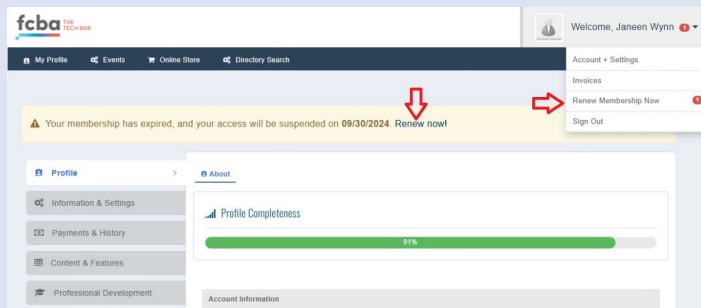 fcba THE
TECH BAR
Welcome, Janeen Wynn 1
My Profile Events Online Store Directory Search
Account + Settings
Invoices
Renew Membership Now 1
Sign Out
Your membership has expired, and your access will be suspended on 09/30/2024. Renew now!
Profile
Information & Settings
Payments & History
Content & Features
Professional Development
About
Profile Completeness
91%
Account Information